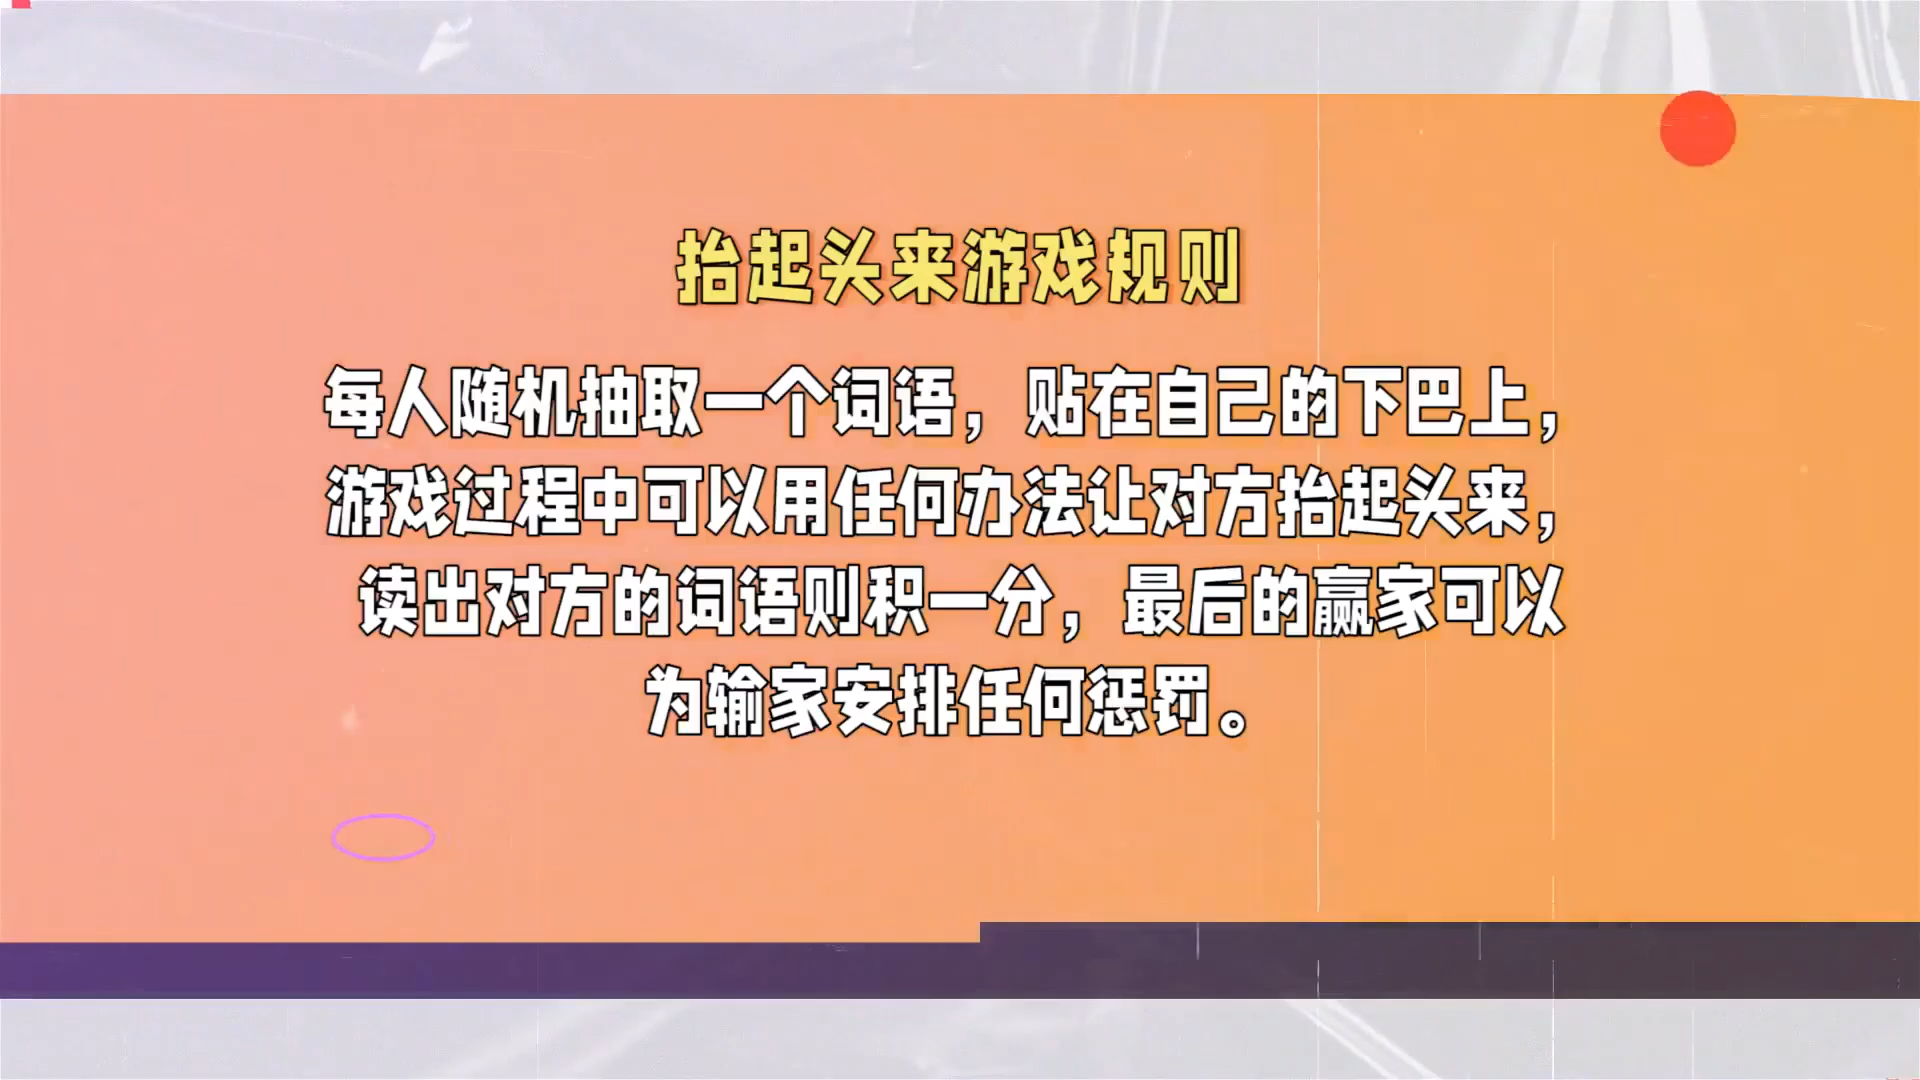 抬起头来游戏规则
每人随机抽取一个词语，贴在自己的下巴上，
游戏过程中可以用任何办法让对方抬起头来，
读出对方的词语则积一分，最后的赢家可以
为输家安排任何惩罚。